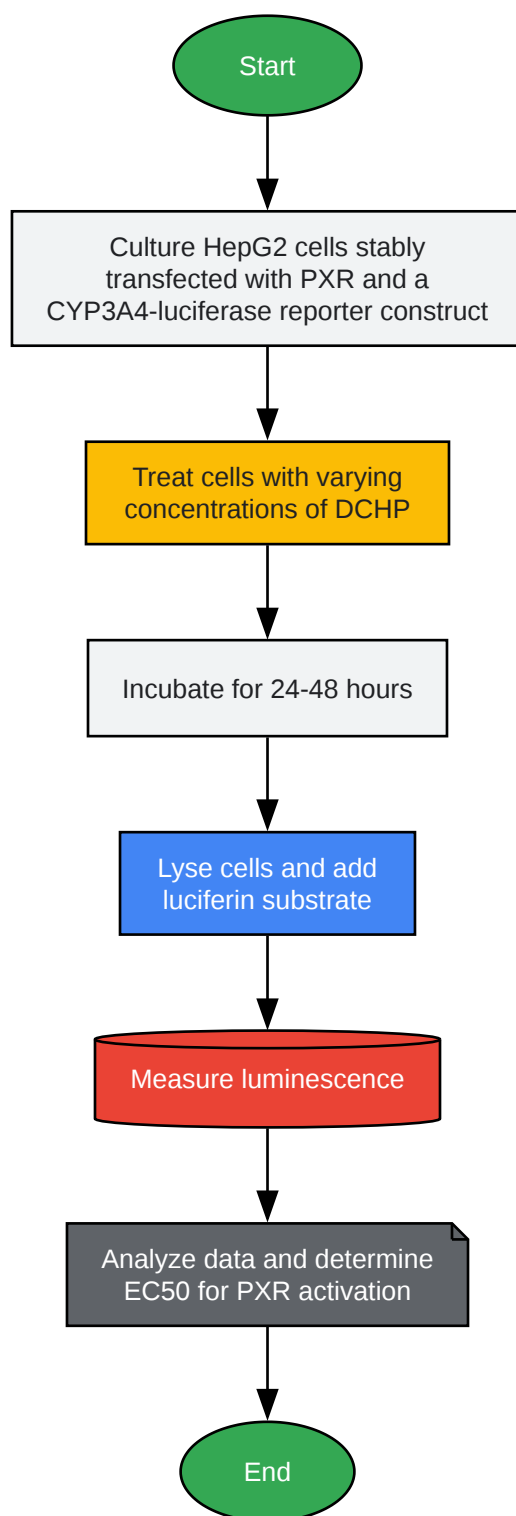 Start
Culture HepG2 cells stably
transfected with PXR and a
CYP3A4-luciferase reporter construct
Treat cells with varying
concentrations of DCHP
Incubate for 24-48 hours
Lyse cells and add
luciferin substrate
Measure luminescence
Analyze data and determine
EC50 for PXR activation
End